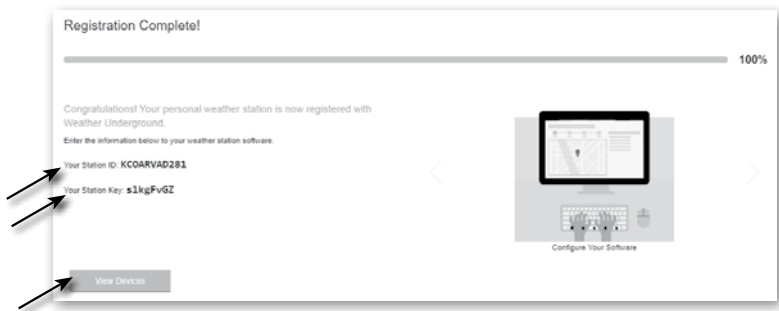 Registration Complete!
100%
Congratulations! Your personal weather station is now registered with
Weather Underground.
Enter the information below to your weather station software.
Your Station ID: KCOARVAD281
Your Station Key: s1kgFvGZ
Configure Your Software
View Devices